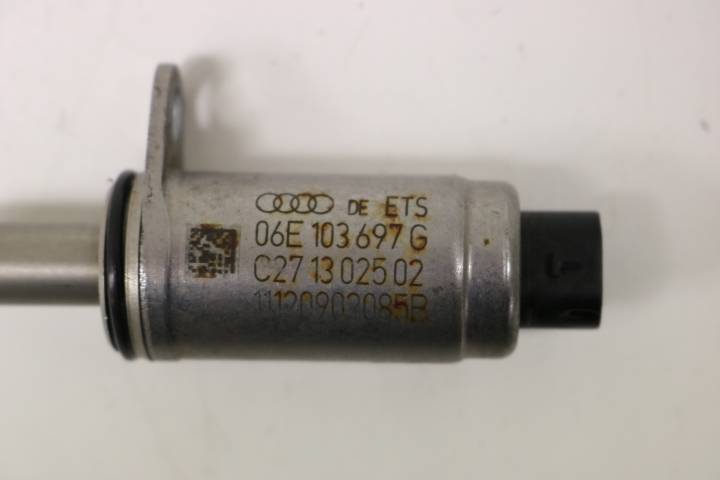 DE ETS
06E 103 697 G
C27 13 025 02
11120902085B